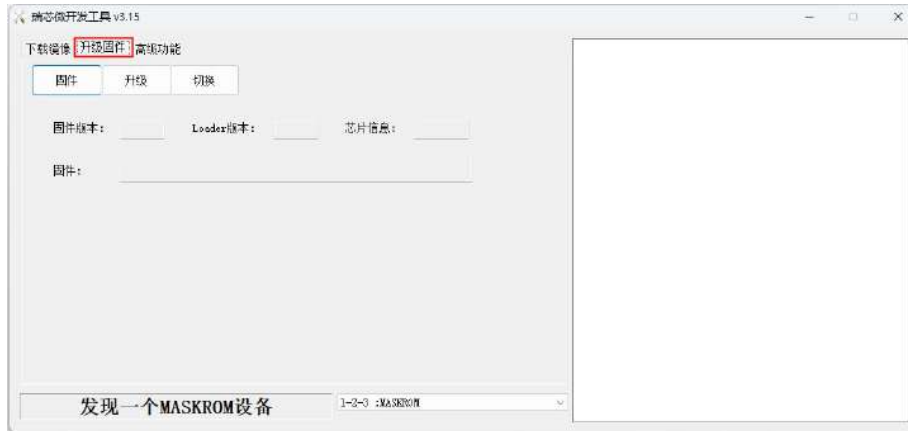 瑞芯微开发工具 v3.15
下载镜像 升级固件 高级功能
固件 升级 切换
固件版本： Loader版本： 芯片信息：
固件：
发现一个MASKROM设备 1-2-3 :MASKROM